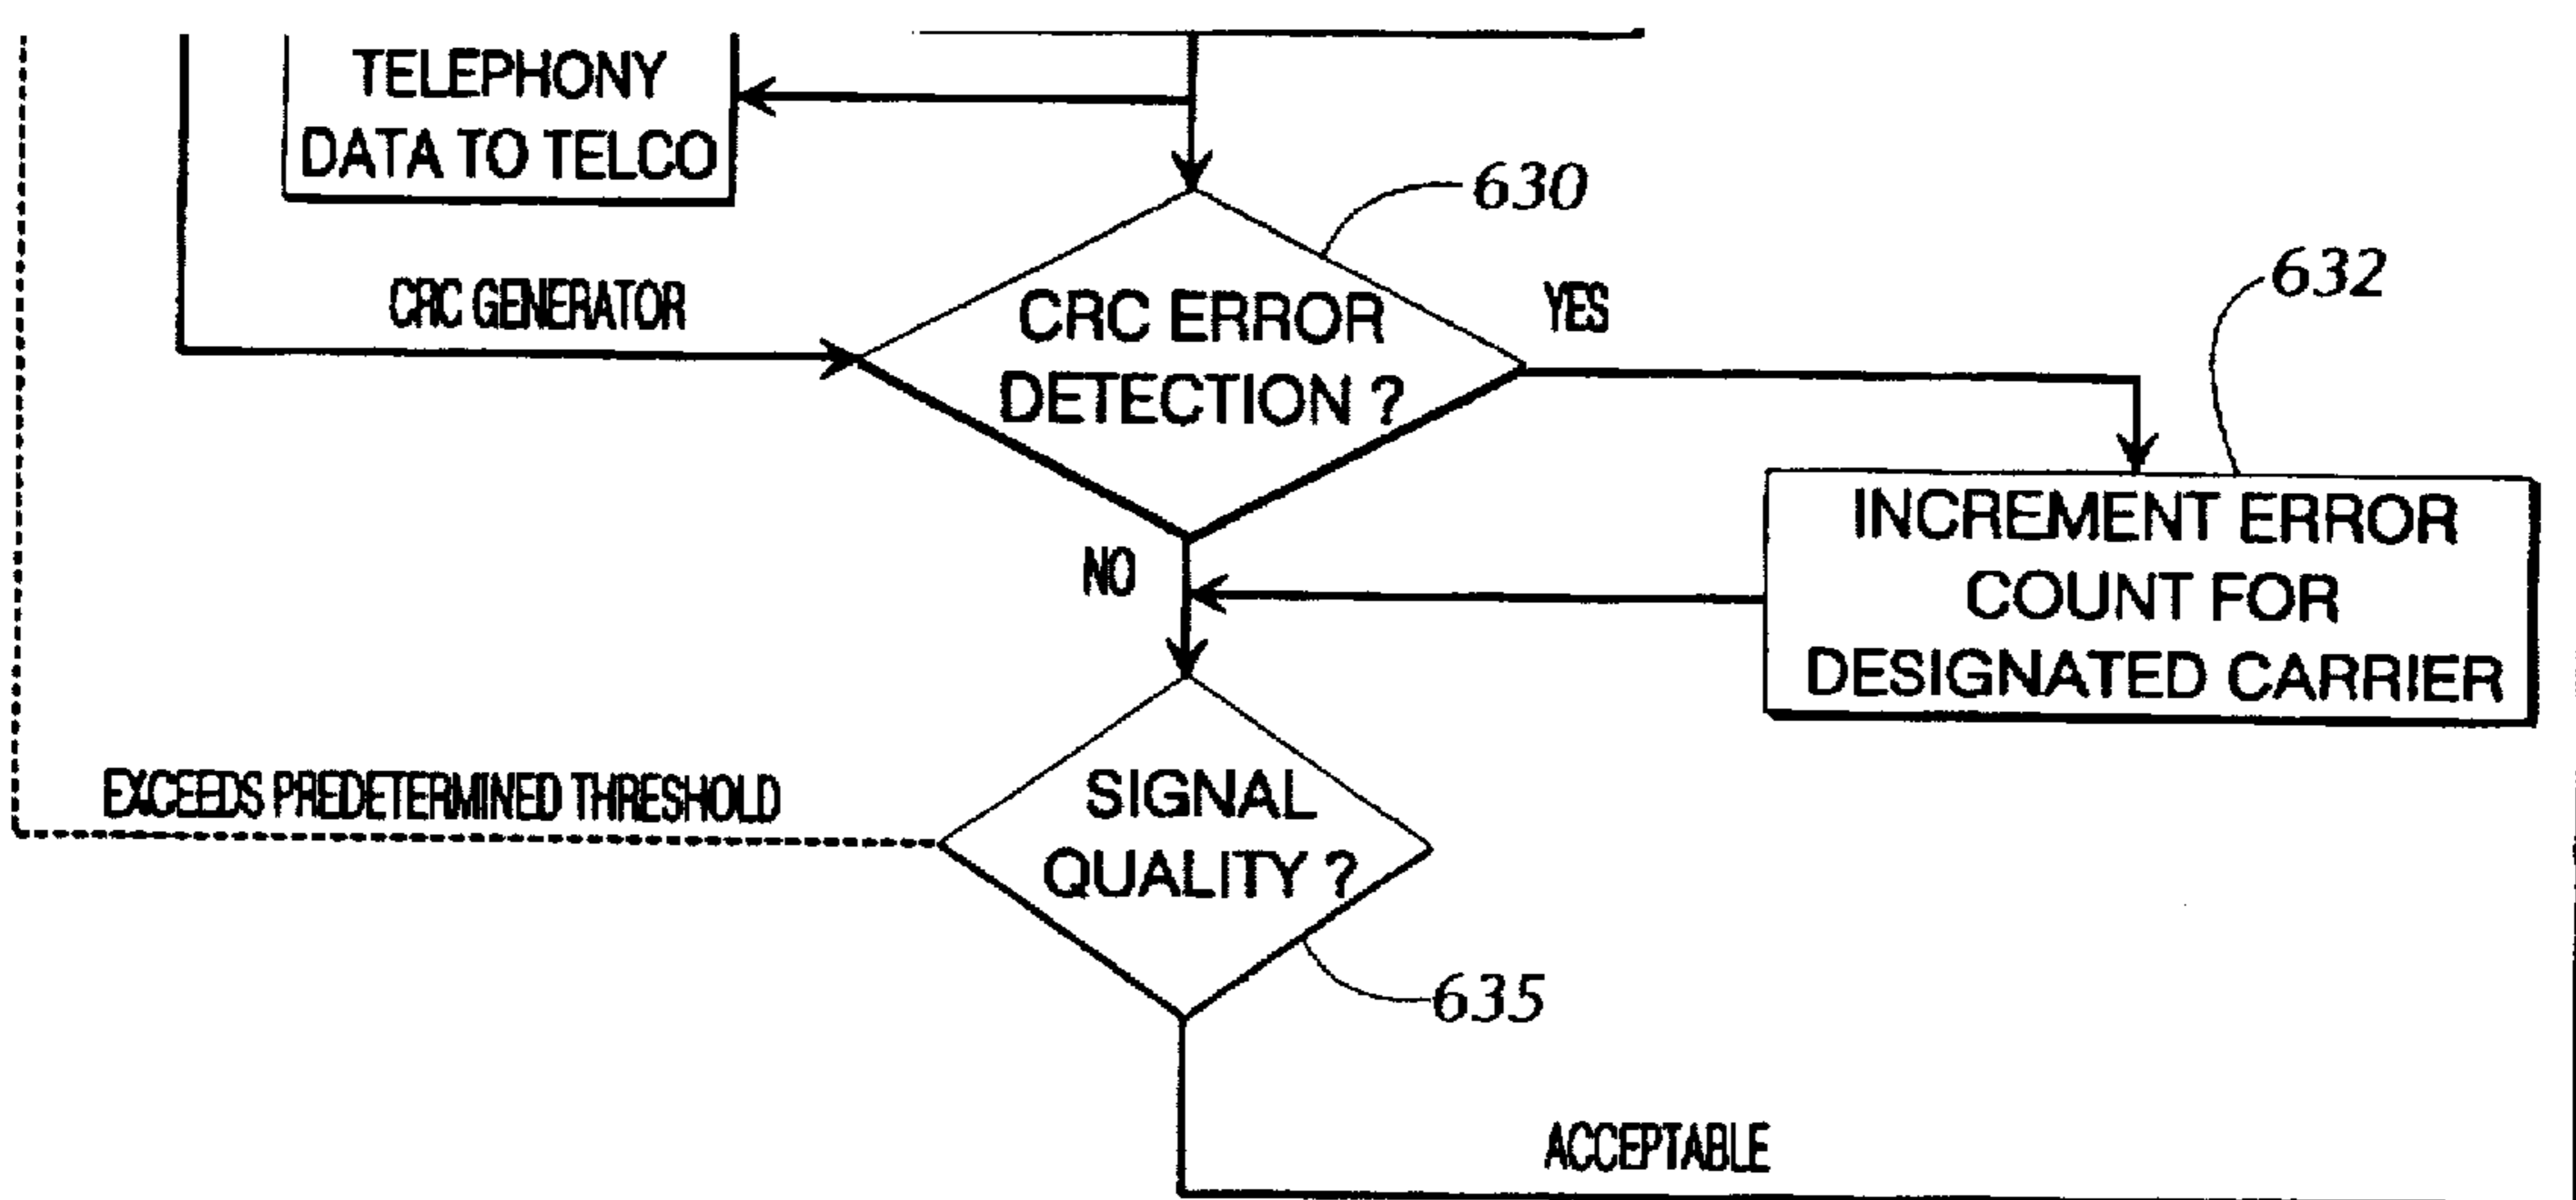 TELEPHONY
DATA TO TELCO
630
CRC GENERATOR
CRC ERROR
DETECTION ?
YES
632
INCREMENT ERROR
COUNT FOR
DESIGNATED CARRIER
NO
EXCEEDS PREDETERMINED THRESHOLD
SIGNAL
QUALITY ?
635
ACCEPTABLE